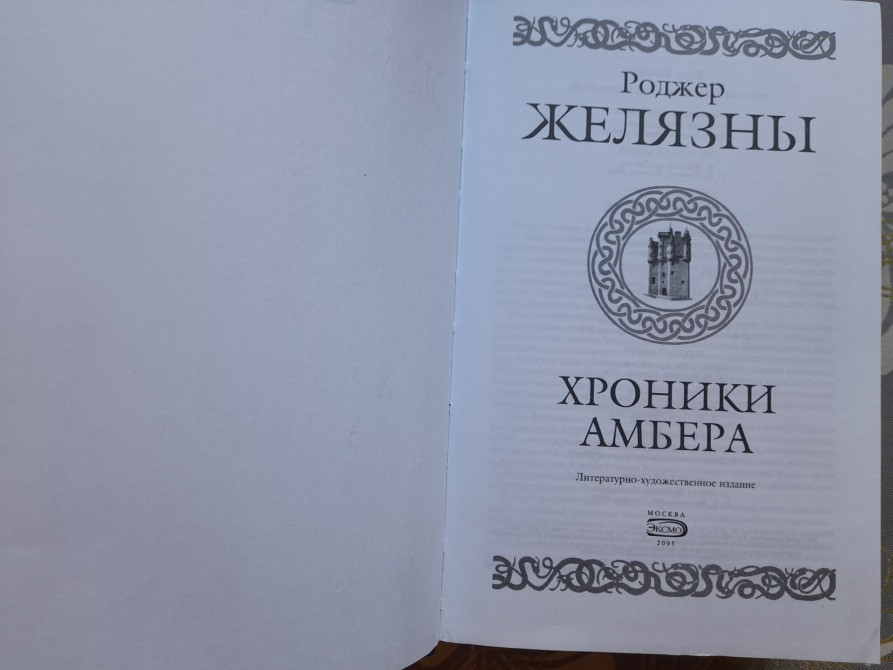 Роджер
ЖЕЛЯЗНЫ
ХРОНИКИ
АМБЕРА
Литературно-художественное издание
МОСКВА
ЭКСМО